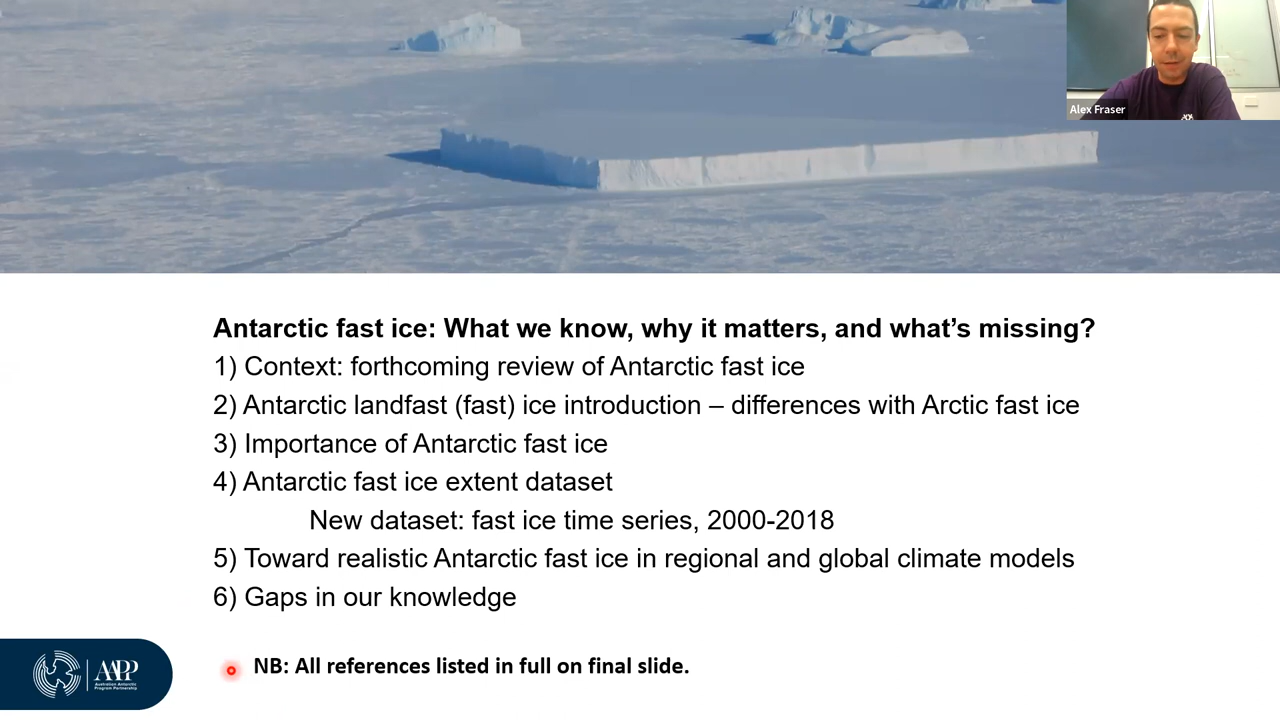 Alex Fraser
Antarctic fast ice: What we know, why it matters, and what’s missing?
1) Context: forthcoming review of Antarctic fast ice
2) Antarctic landfast (fast) ice introduction – differences with Arctic fast ice
3) Importance of Antarctic fast ice
4) Antarctic fast ice extent dataset
New dataset: fast ice time series, 2000-2018
5) Toward realistic Antarctic fast ice in regional and global climate models
6) Gaps in our knowledge
NB: All references listed in full on final slide.
AAPP
Australian Antarctic
Program Partnership